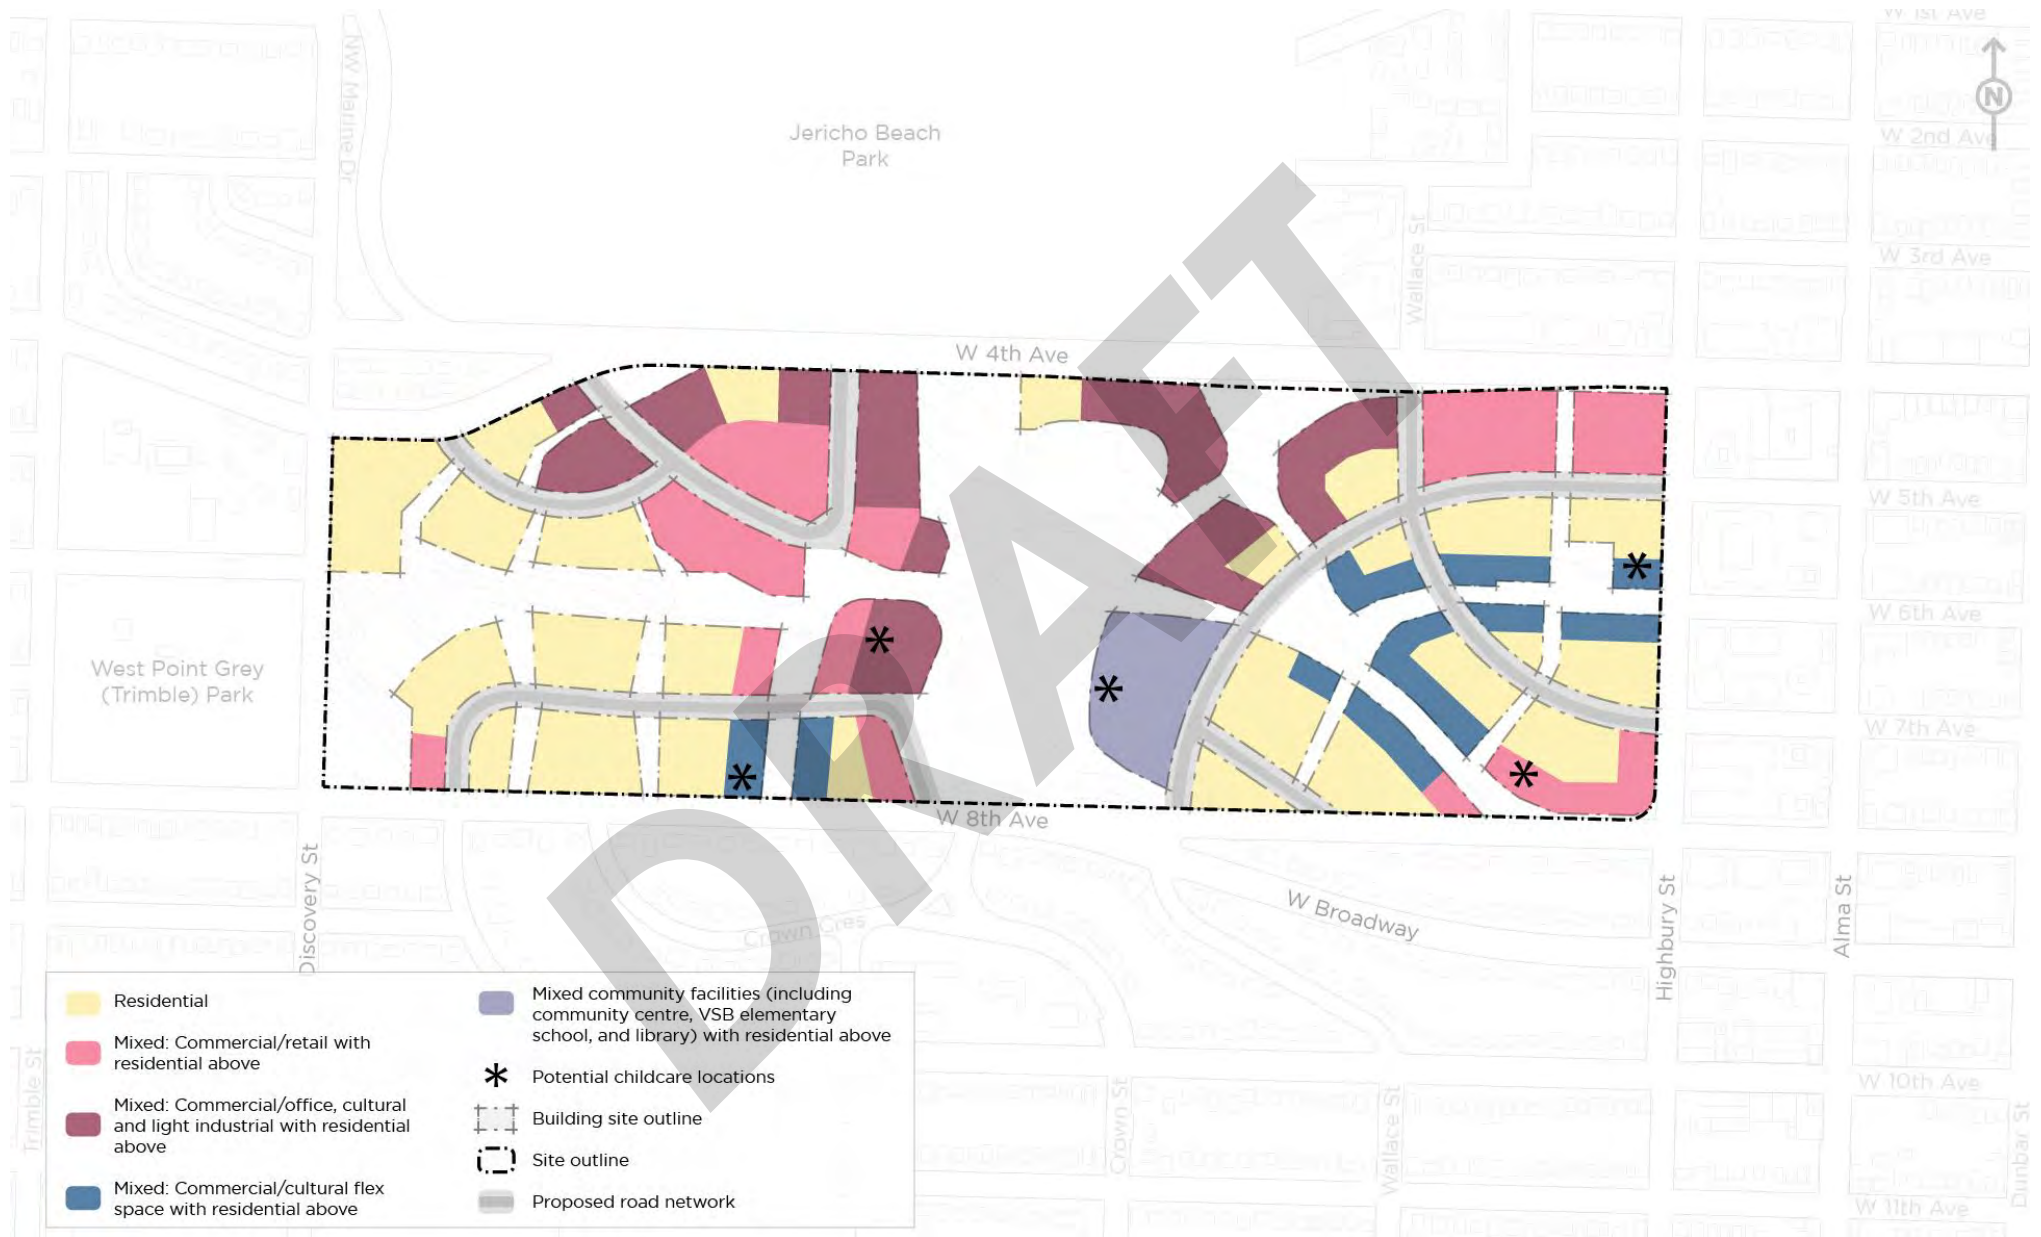 W 1st Ave
NW Marine Dr
N
Jericho Beach
Park
W 2nd Ave
Wallace St
W 3rd Ave
W 4th Ave
W 5th Ave
W 6th Ave
West Point Grey
(Trimble) Park
W 7th Ave
W 8th Ave
DRAFT
Discovery St
W Broadway
Highbury St
Alma St
Crown Cres
Residential
Mixed: Commercial/retail with
residential above
Mixed: Commercial/office, cultural
and light industrial with residential
above
Mixed: Commercial/cultural flex
space with residential above
Mixed community facilities (including
community centre, VSB elementary
school, and library) with residential above
Potential childcare locations
Building site outline
Site outline
Proposed road network
Trimble St
Crown St
Wallace St
W 10th Ave
Dunbar St
W 11th Ave